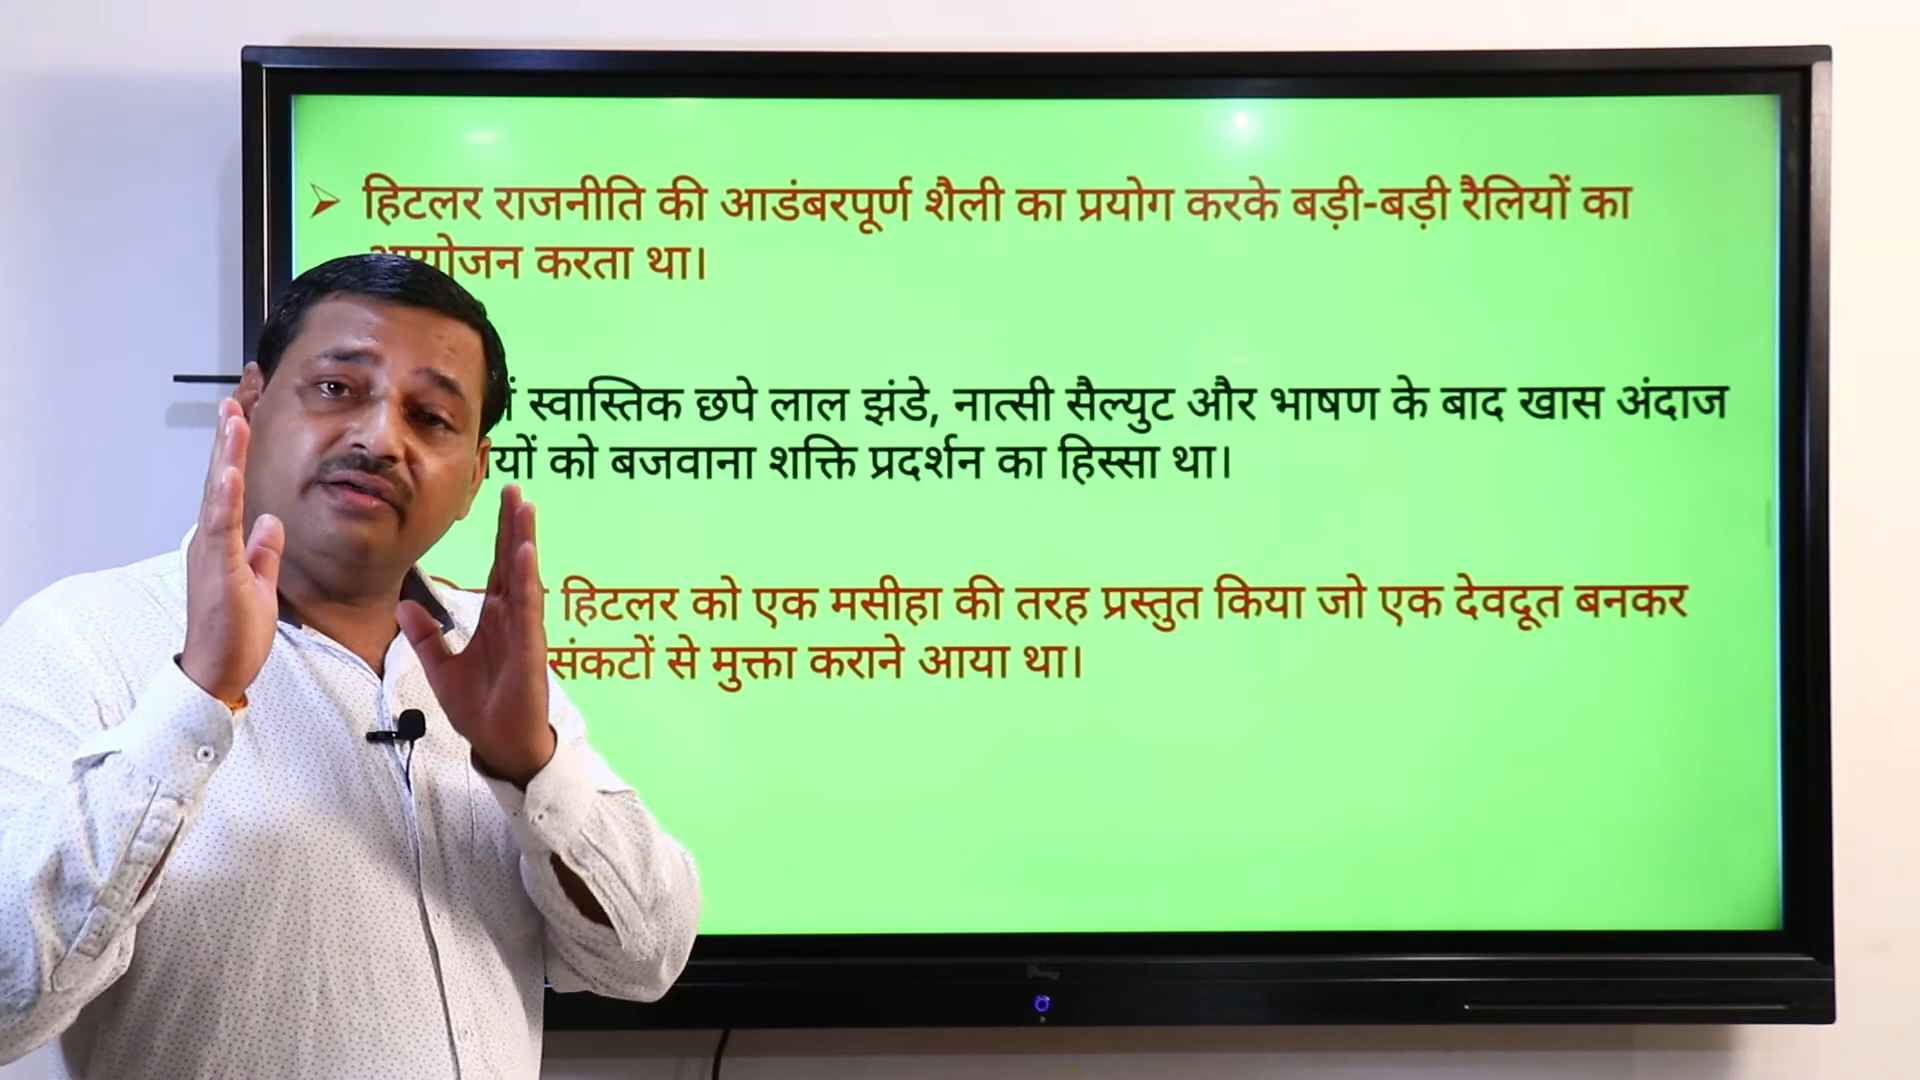 हिटलर राजनीति की आडंबरपूर्ण शैली का प्रयोग करके बड़ी-बड़ी रैलियों का
आयोजन करता था।
स्वास्तिक छपे लाल झंडे, नात्सी सैल्युट और भाषण के बाद खास अंदाज
को बजवाना शक्ति प्रदर्शन का हिस्सा था।
हिटलर को एक मसीहा की तरह प्रस्तुत किया जो एक देवदूत बनकर
संकटों से मुक्ता कराने आया था।